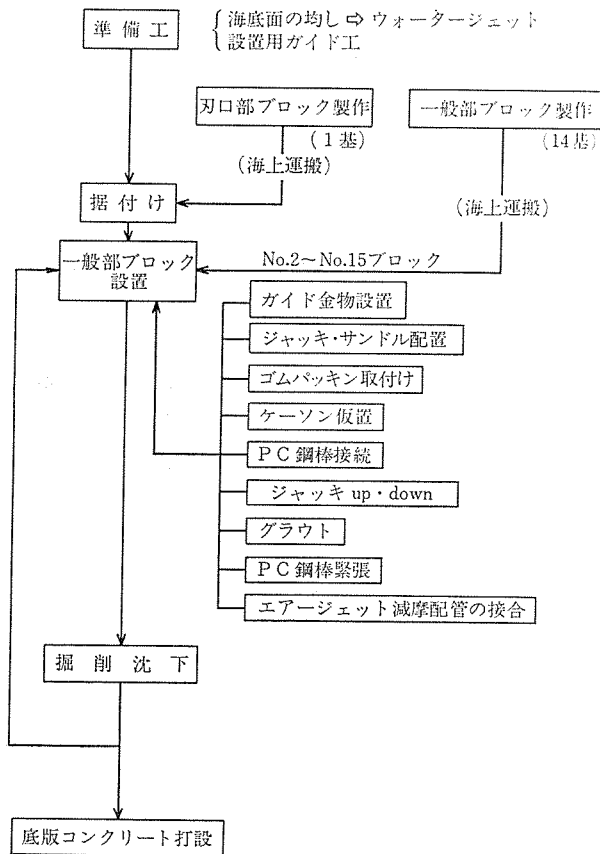 準備工
海底面の均し⇨ウォータージェット
設置用ガイド工
刃口部ブロック製作
(1基)
一般部ブロック製作
(14基)
(海上運搬)
(海上運搬)
据付け
一般部ブロック
設置
No.2～No.15ブロック
ガイド金物設置
ジャッキ・サンドル配置
ゴムパッキン取付け
ケーソン仮置
PC鋼棒接続
ジャッキup・down
グラウト
PC鋼棒緊張
エアージェット減摩配管の接合
掘削沈下
底版コンクリート打設